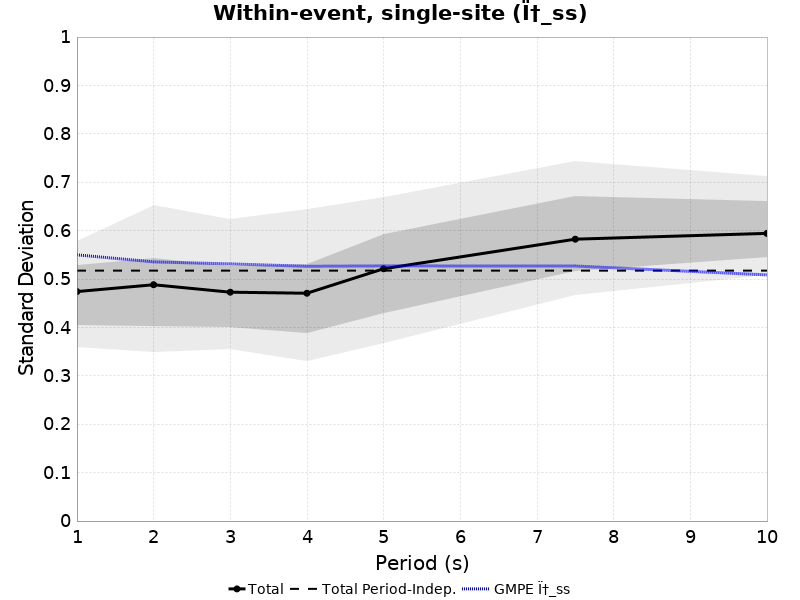 Within-event, single-site (Ï†_ss)
Standard Deviation
1
0.9
0.8
0.7
0.6
0.5
0.4
0.3
0.2
0.1
0
1 2 3 4 5 6 7 8 9 10
Period (s)
Total Total Period-Indep. GMPE Ï†_ss